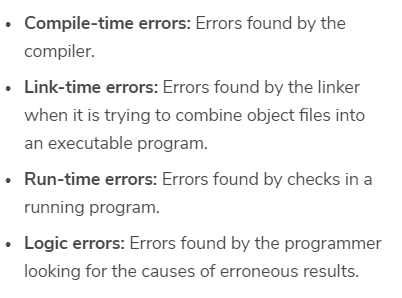 • Compile-time errors: Errors found by the
compiler.
• Link-time errors: Errors found by the linker
when it is trying to combine object files into
an executable program.
• Run-time errors: Errors found by checks in a
running program.
• Logic errors: Errors found by the programmer
looking for the causes of erroneous results.